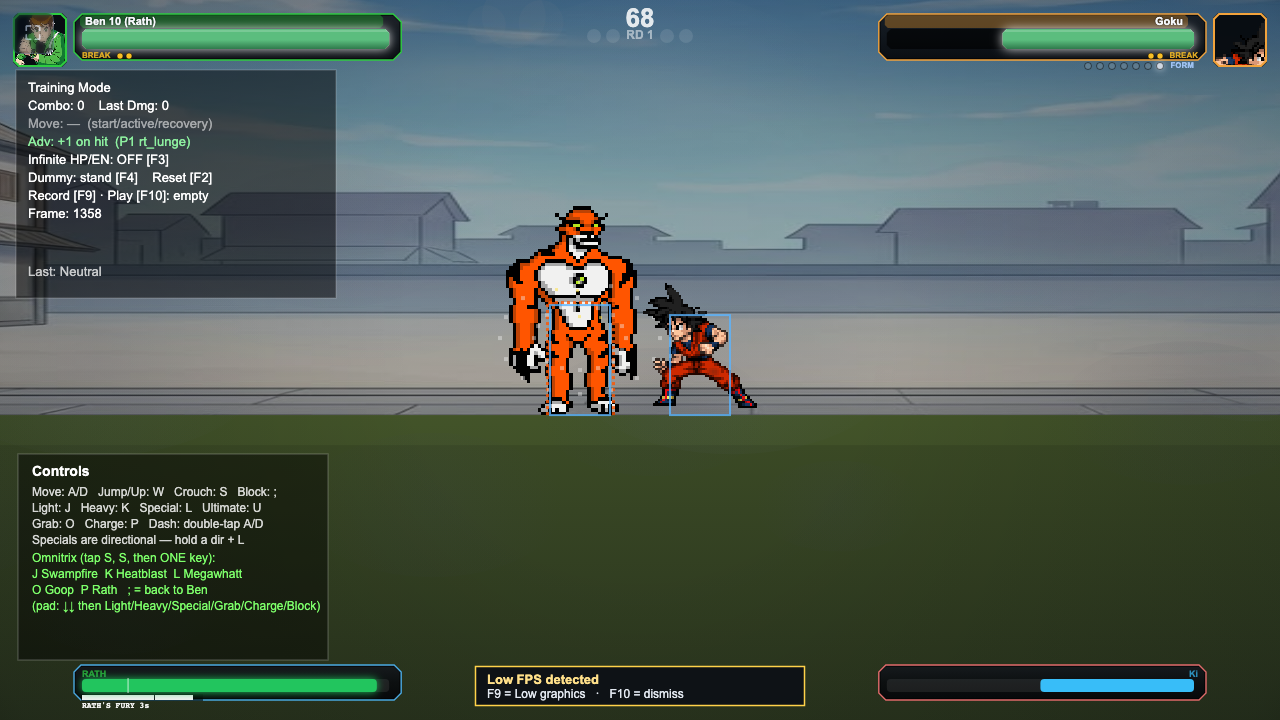 Ben 10 (Rath)
BREAK
68
RD 1
Goku
BREAK
FORM
Training Mode
Combo: 0    Last Dmg: 0
Move: —  (start/active/recovery)
Adv: +1 on hit  (P1 rt_lunge)
Infinite HP/EN: OFF [F3]
Dummy: stand [F4]    Reset [F2]
Record [F9] · Play [F10]: empty
Frame: 1358
Last: Neutral
Controls
Move: A/D   Jump/Up: W   Crouch: S   Block: ;
Light: J   Heavy: K   Special: L   Ultimate: U
Grab: O   Charge: P   Dash: double-tap A/D
Specials are directional — hold a dir + L
Omnitrix (tap S, S, then ONE key):
J Swampfire  K Heatblast  L Megawhatt
O Goop  P Rath   ; = back to Ben
(pad: ↓↓ then Light/Heavy/Special/Grab/Charge/Block)
RATH
RATH'S FURY 3s
Low FPS detected
F9 = Low graphics   ·   F10 = dismiss
Ki